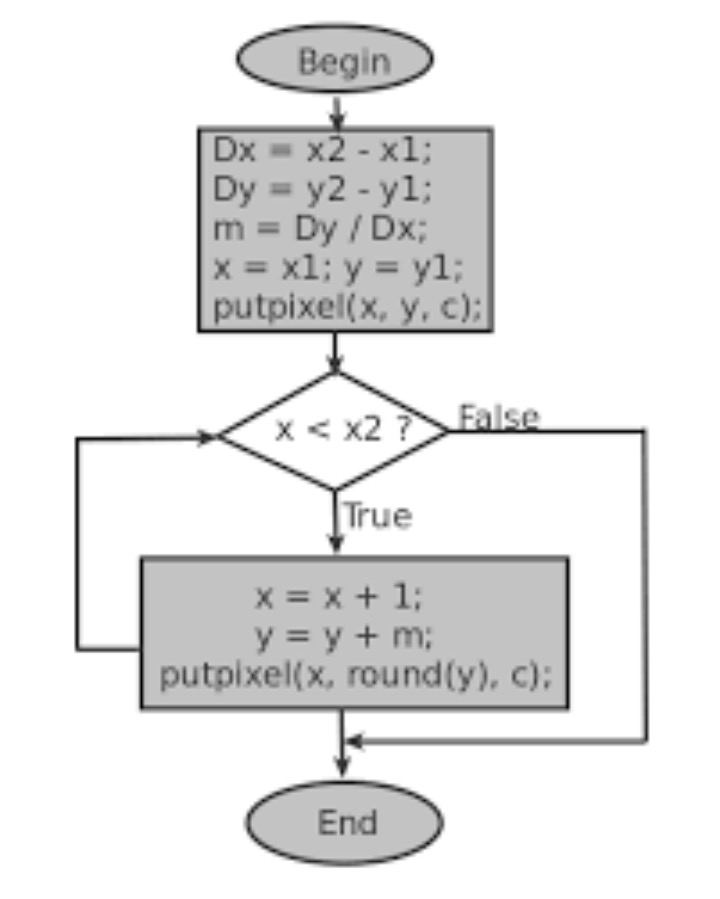 Begin
Dx = x2 - x1;
Dy = y2 - y1;
m = Dy / Dx;
x = x1; y = y1;
putpixel(x, y, c);
x < x2 ?
False
True
x = x + 1;
y = y + m;
putpixel(x, round(y), c);
End